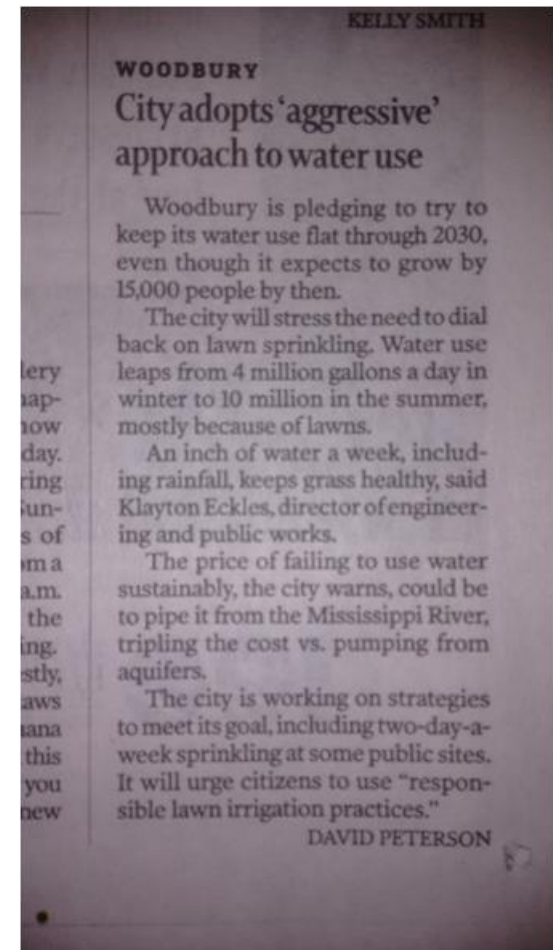 KELLY SMITH
WOODBURY
City adopts ‘aggressive’
approach to water use
Woodbury is pledging to try to
keep its water use flat through 2030,
even though it expects to grow by
15,000 people by then.
The city will stress the need to dial
back on lawn sprinkling. Water use
leaps from 4 million gallons a day in
winter to 10 million in the summer,
mostly because of lawns.
An inch of water a week, includ-
ing rainfall, keeps grass healthy, said
Klayton Eckles, director of engineer-
ing and public works.
The price of failing to use water
sustainably, the city warns, could be
to pipe it from the Mississippi River,
tripling the cost vs. pumping from
aquifers.
The city is working on strategies
to meet its goal, including two-day-a-
week sprinkling at some public sites.
It will urge citizens to use “respon-
sible lawn irrigation practices.”
DAVID PETERSON
day.
s of
a.m.
the
this
you